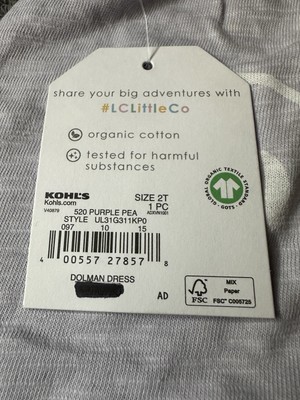 share your big adventures with
#LCLittleCo
organic cotton
tested for harmful
substances
KOHL'S
Kohls.com
V40879
SIZE 2T
1 PC
520 PURPLE PEA
STYLE UL31G311KP0
097 10 15
4 00557 27857 8
DOLMAN DRESS
AD
GLOBAL ORGANIC TEXTILE STANDARD
GOTS
FSC
MIX
Paper
FSC® C005725